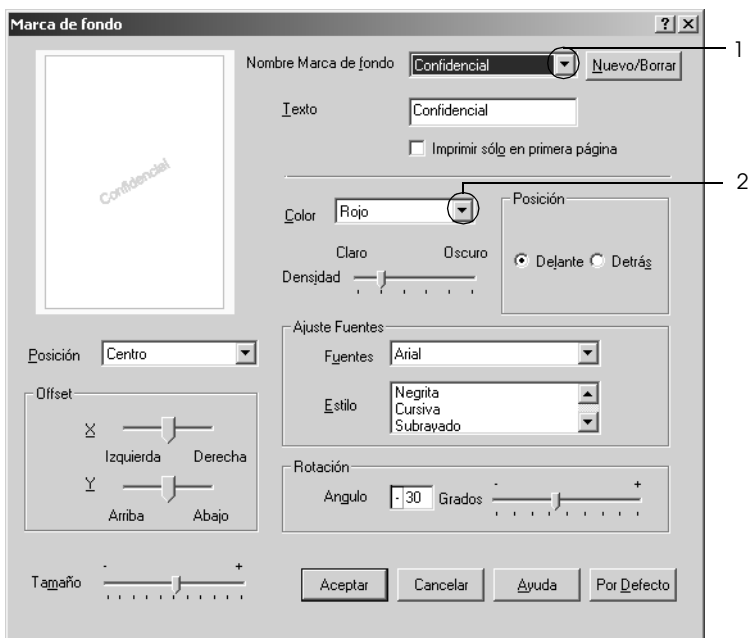 Marca de fondo
Nombre Marca de fondo Confidencial Nuevo/Borrar 1
Texto Confidencial
Imprimir sólo en primera página
Confidenciel
2
Color Rojo Posición
Claro Oscuro
Delante Detrás
Densidad
Ajuste Fuentes
Posición Centro Fuentes Arial
Offset
Estilo Negrita
Cursiva
Subrayado
X
Izquierda Derecha
Y
Arriba Abajo
Rotación
- +
Angulo -30 Grados
- +
Tamaño
Aceptar Cancelar Ayuda Por Defecto